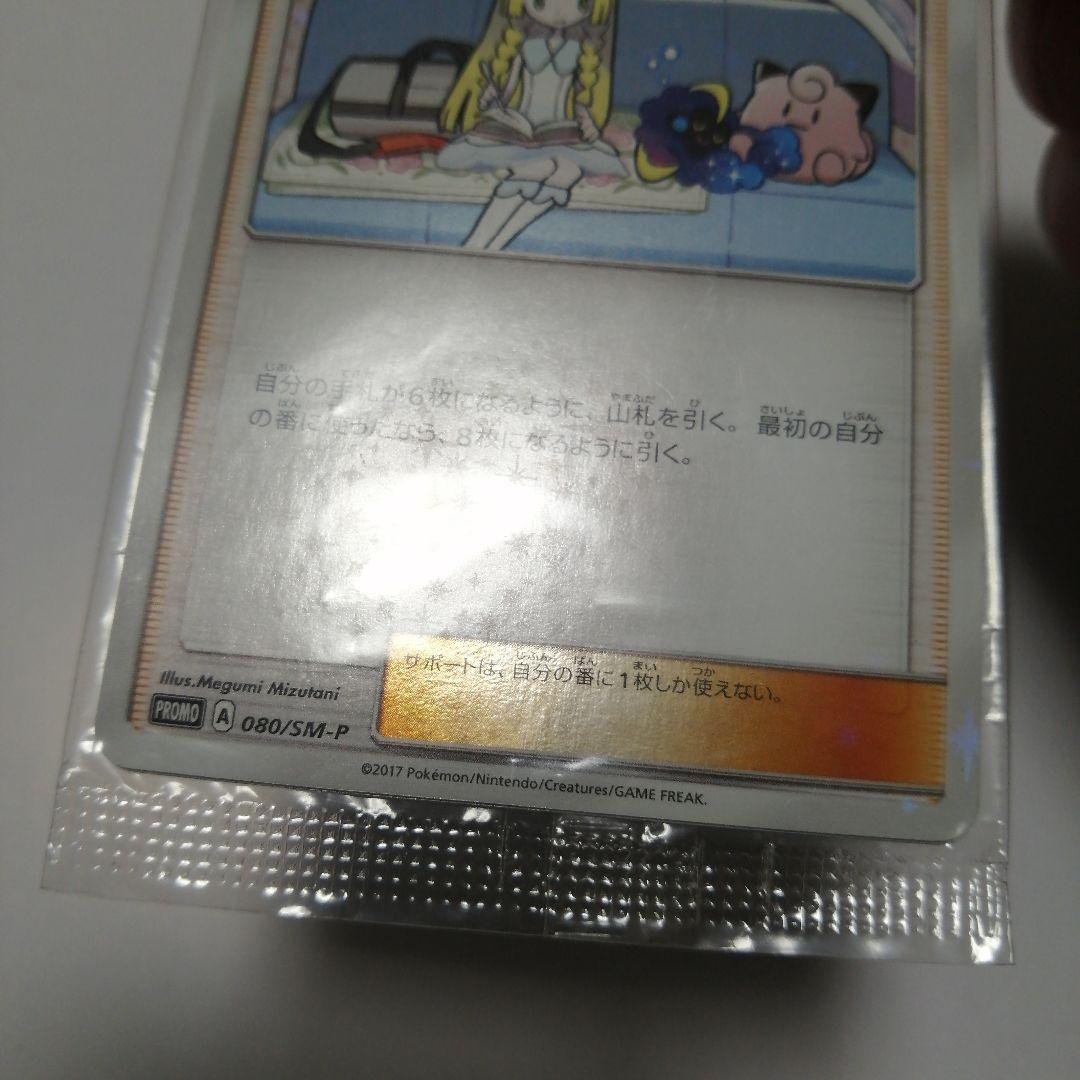 自分の手札が6枚になるように、山札を引く。最初の自分
の番に使うたなら、8枚になるように引く。
サポートは、自分の番に1枚しか使えない。
Illus.Megumi Mizutani
PROMO A 080/SM-P
©2017 Pokémon/Nintendo/Creatures/GAME FREAK.